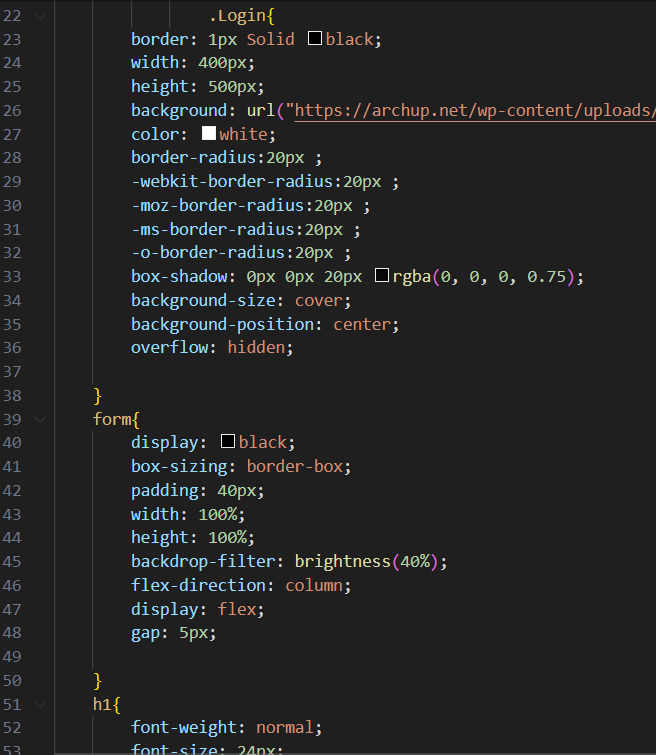 22 .Login{
23 border: 1px Solid black;
24 width: 400px;
25 height: 500px;
26 background: url("https://archup.net/wp-content/uploads/
27 color: white;
28 border-radius:20px ;
29 -webkit-border-radius:20px ;
30 -moz-border-radius:20px ;
31 -ms-border-radius:20px ;
32 -o-border-radius:20px ;
33 box-shadow: 0px 0px 20px rgba(0, 0, 0, 0.75);
34 background-size: cover;
35 background-position: center;
36 overflow: hidden;
37
38 }
39 form{
40 display: black;
41 box-sizing: border-box;
42 padding: 40px;
43 width: 100%;
44 height: 100%;
45 backdrop-filter: brightness(40%);
46 flex-direction: column;
47 display: flex;
48 gap: 5px;
49
50 }
51 h1{
52 font-weight: normal;
53 font-size: 24px;